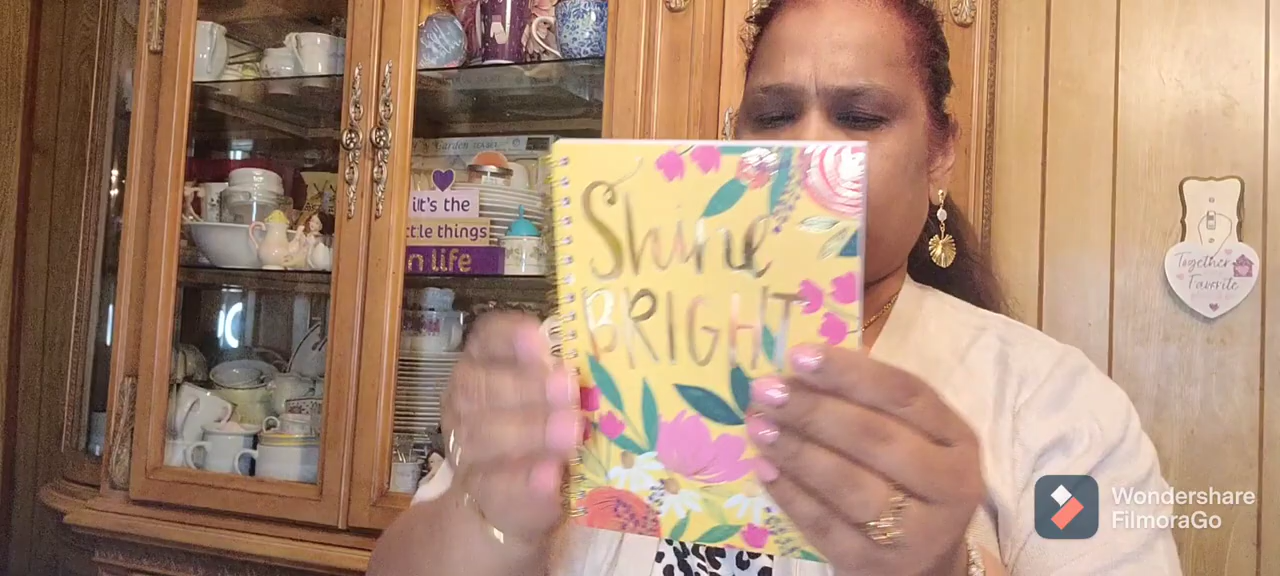 Garden
it's the
ttle things
n life
Shine
BRIGHT
Together
Favorite
Wondershare
FilmoraGo